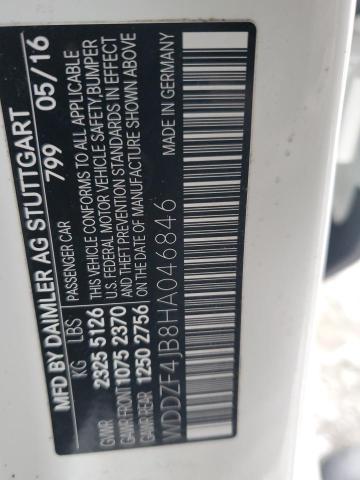 MFD BY DAIMLER AG STUTTGART
799 05/16
PASSENGER CAR
KG LBS
GVWR 2325 5126
GAWR FRONT 1075 2370
GAWR REAR 1250 2756
THIS VEHICLE CONFORMS TO ALL APPLICABLE
U.S. FEDERAL MOTOR VEHICLE SAFETY, BUMPER
AND THEFT PREVENTION STANDARDS IN EFFECT
ON THE DATE OF MANUFACTURE SHOWN ABOVE
MADE IN GERMANY
WDDZF4JB8HA046846